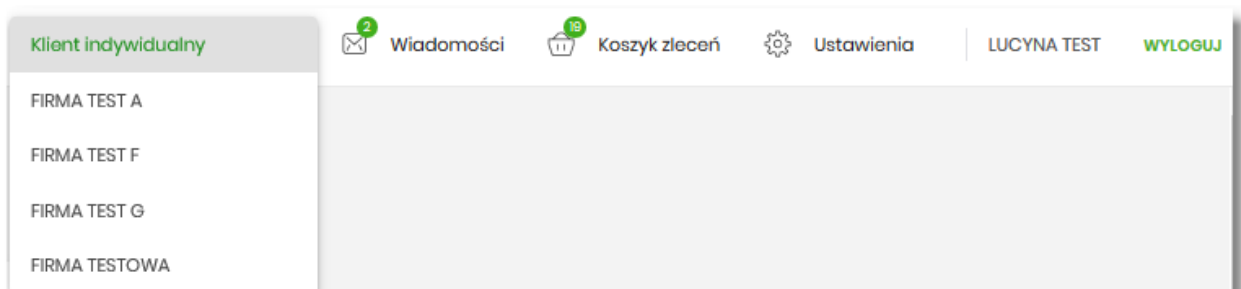 Klient indywidualny
2 Wiadomości 19 Koszyk zleceń Ustawienia LUCYNA TEST WYLOGUJ
FIRMA TEST A
FIRMA TEST F
FIRMA TEST G
FIRMA TESTOWA